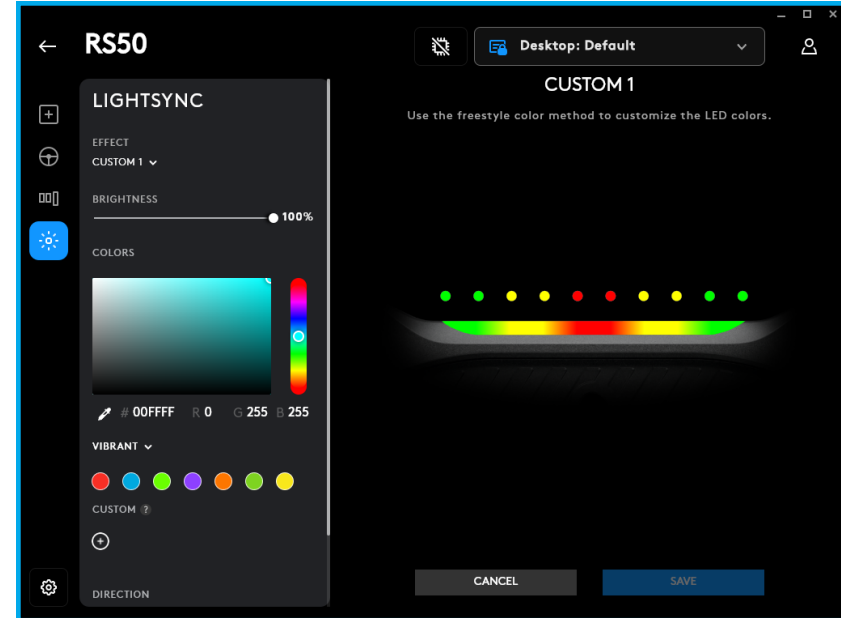 RS50
Desktop: Default
LIGHTSYNC
EFFECT
CUSTOM 1
BRIGHTNESS
100%
COLORS
# 00FFFF R 0 G 255 B 255
VIBRANT
CUSTOM ?
DIRECTION
CUSTOM 1
Use the freestyle color method to customize the LED colors.
CANCEL
SAVE